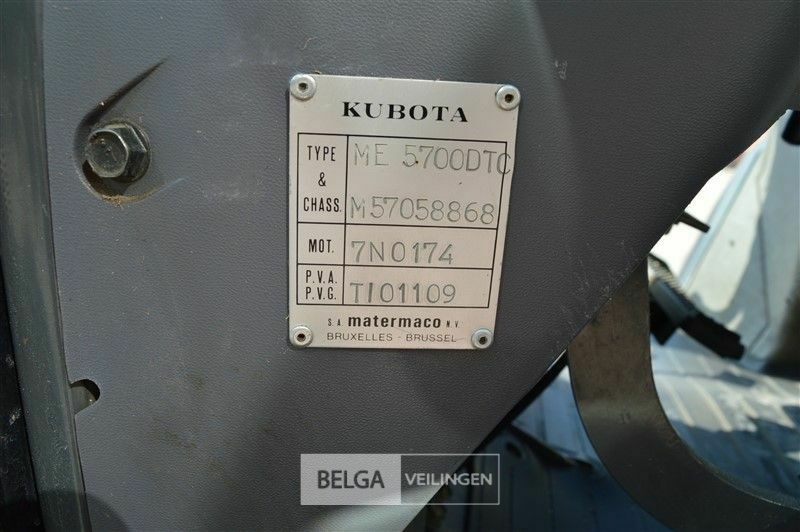 KUBOTA
TYPE & CHASS. ME 5700DTC
M57058868
MOT. 7N0174
P.V.A. P.V.G. TI01109
S.A. matermaco N.V.
BRUXELLES - BRUSSEL
BELGA VEILINGEN